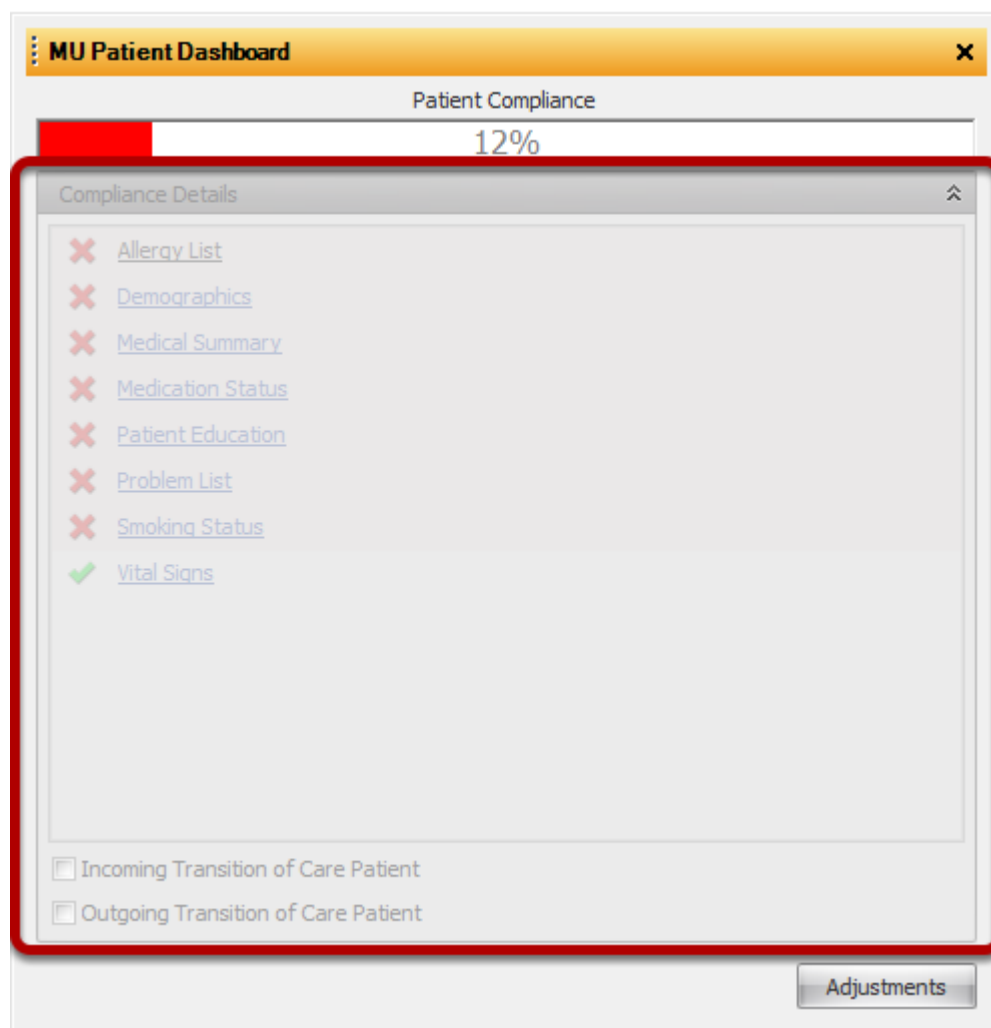 MU Patient Dashboard
Patient Compliance
12%
Compliance Details
Allergy List
Demographics
Medical Summary
Medication Status
Patient Education
Problem List
Smoking Status
Vital Signs
Incoming Transition of Care Patient
Outgoing Transition of Care Patient
Adjustments